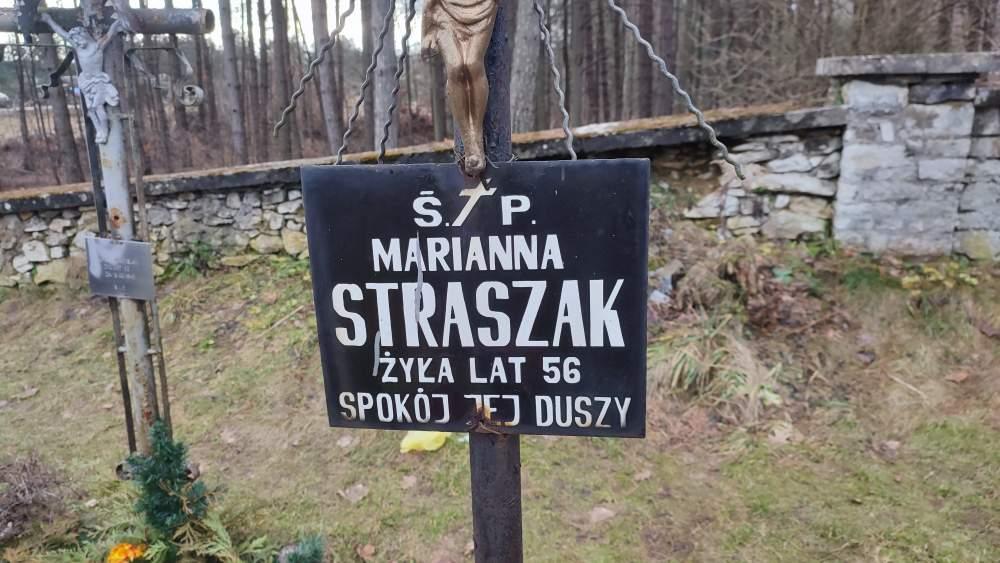 Ś. P.
MARIANNA
STRASZAK
ŻYŁA LAT 56
SPOKÓJ JEJ DUSZY